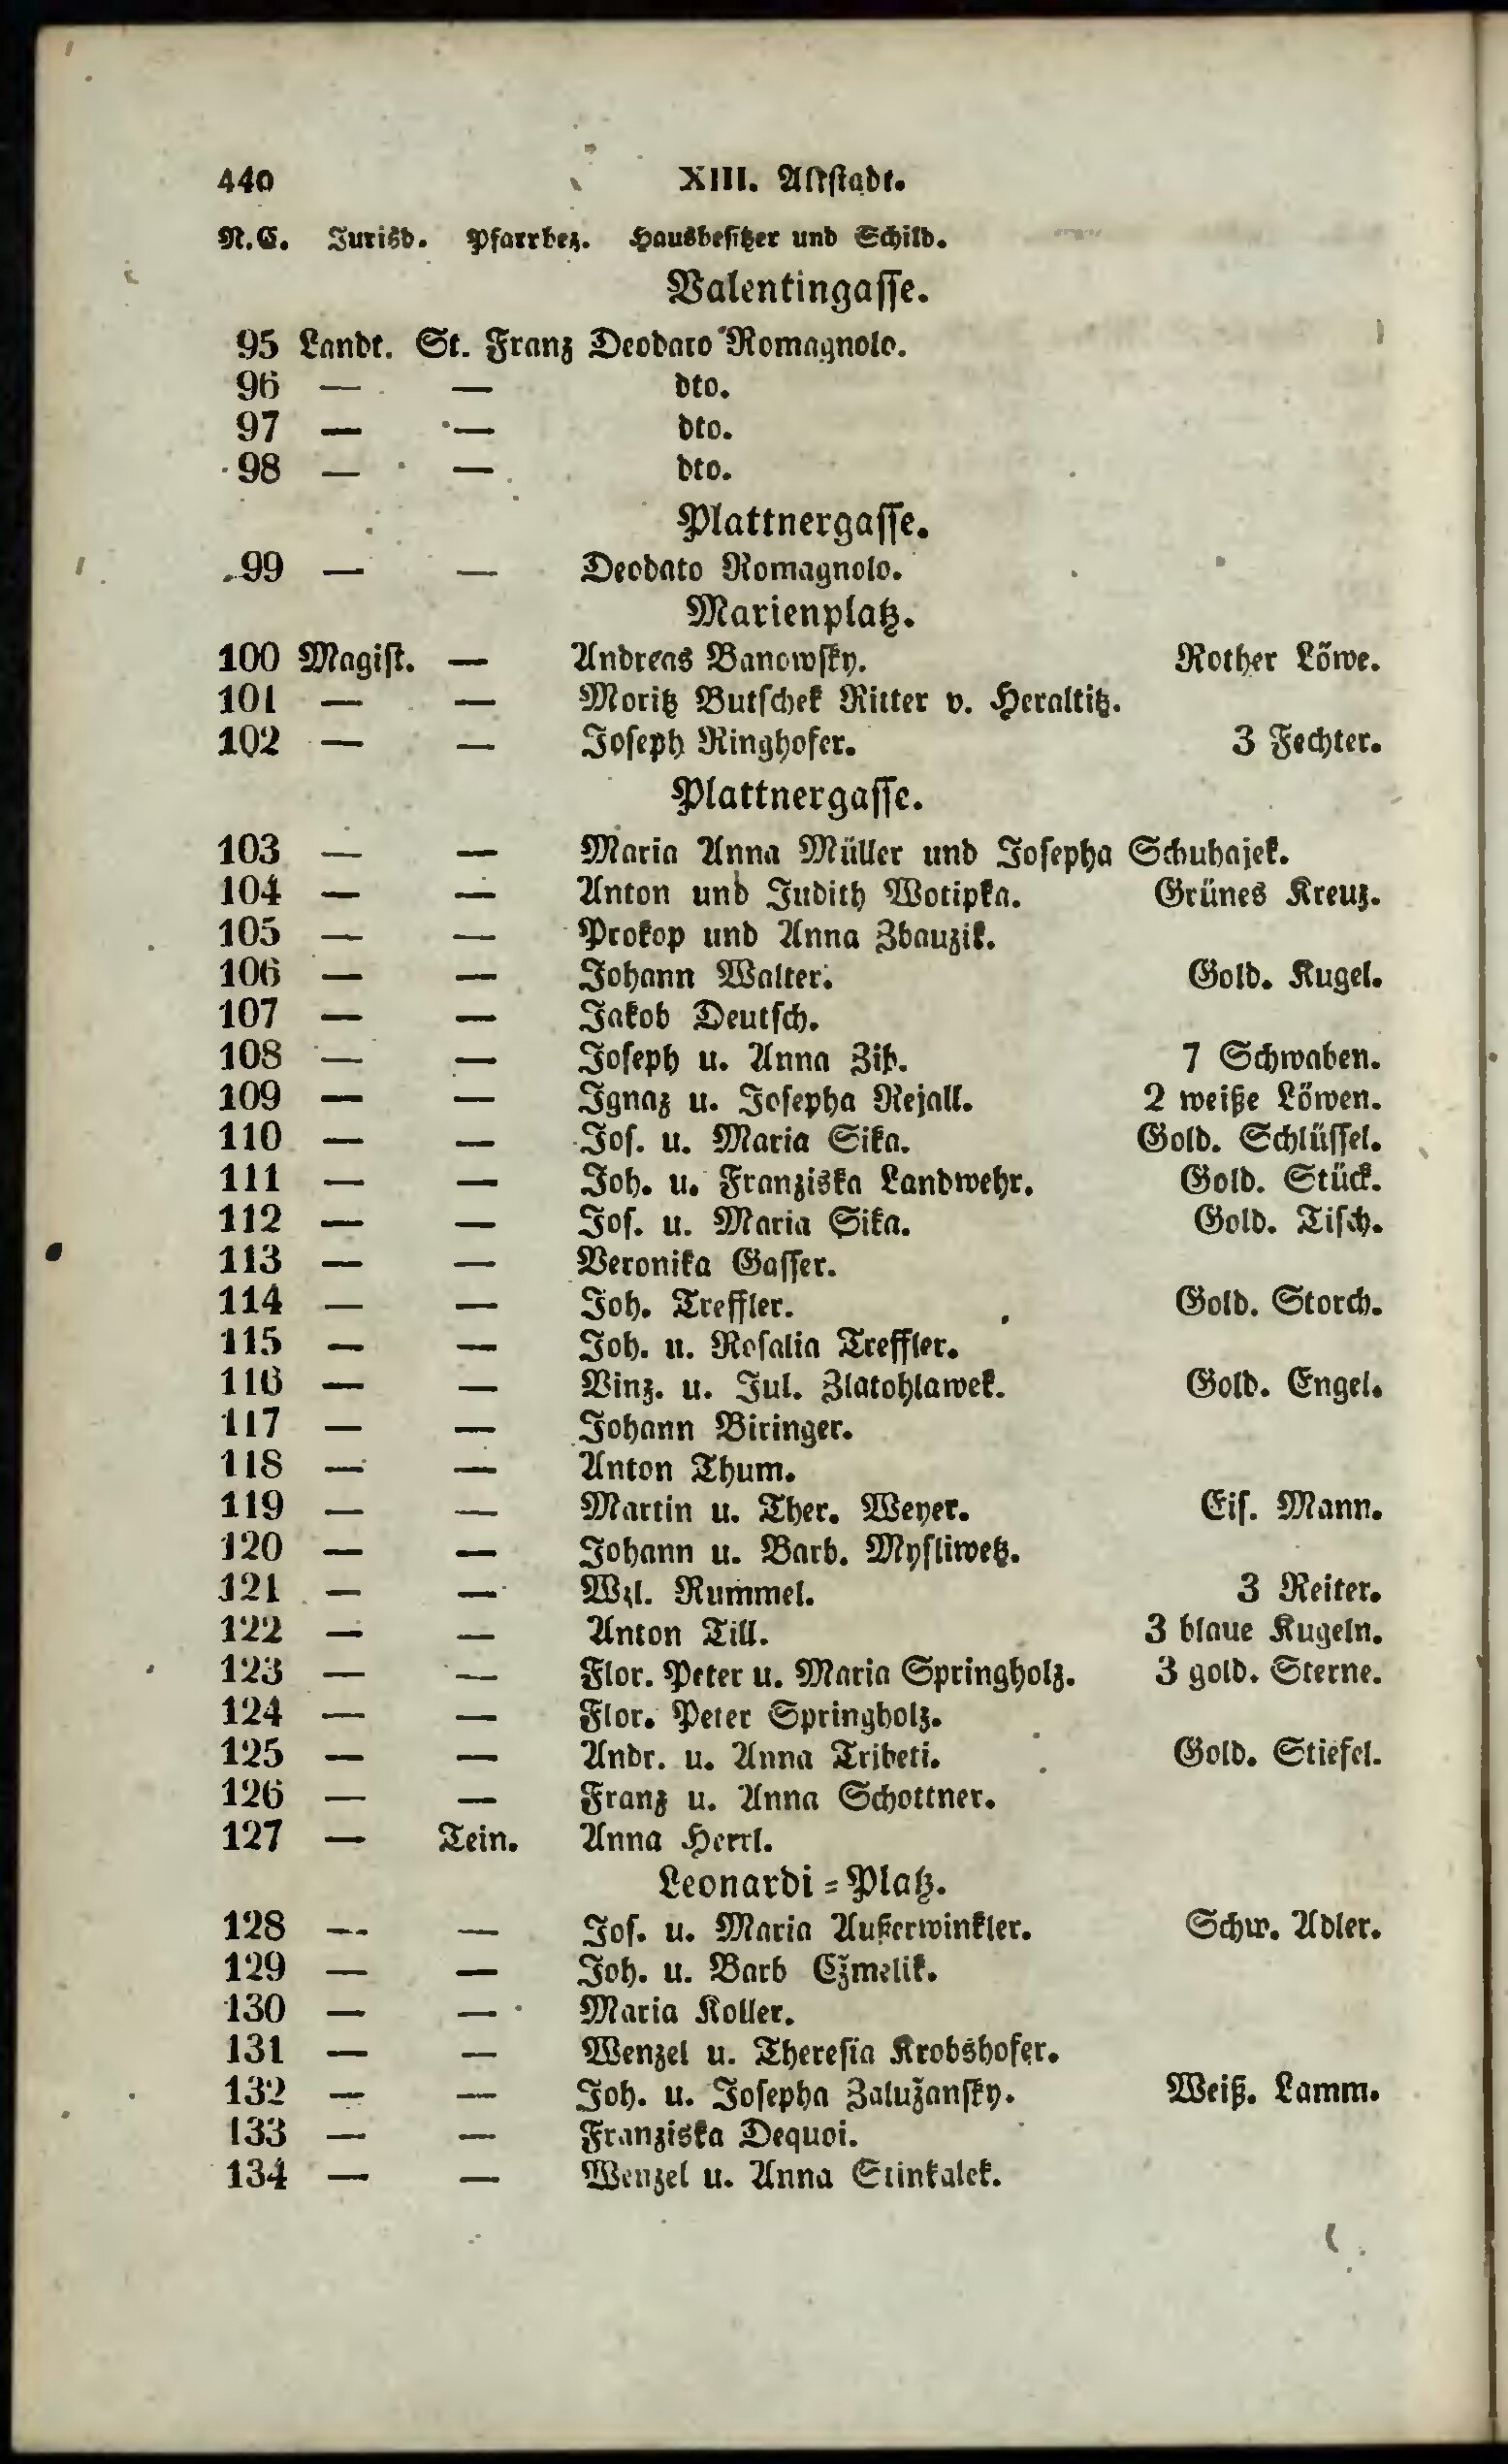 440 XIII. Altstadt.
N.C. Jurisd. Pfarrbez. Hausbesitzer und Schild.
Valentingasse.
95 Landt. St. Franz Deodato Romagnolo.
96 — — dto.
97 — — dto.
98 — — dto.
Plattnergasse.
99 — — Deodato Romagnolo.
Marienplatz.
100 Magist. — Andreas Banowsky. Rother Löwe.
101 — — Moritz Butschek Ritter v. Heraltitz.
102 — — Joseph Ringhofer. 3 Fechter.
Plattnergasse.
103 — — Maria Anna Müller und Josepha Schuhajek.
104 — — Anton und Judith Wotipka. Grünes Kreuz.
105 — — Prokop und Anna Zbauzik.
106 — — Johann Walter. Gold. Kugel.
107 — — Jakob Deutsch.
108 — — Joseph u. Anna 7 Schwaben.
109 — — Ignaz u. Josepha Rejall. 2 weiße Löwen.
110 — — Jos. u. Maria Sika. Gold. Schlüssel.
111 — — Joh. u. Franziska Landwehr. Gold. Stück.
112 — — Jos. u. Maria Sika. Gold. Tisch.
113 — — Veronika Gasser.
114 — — Joh. Treffler. Gold. Storch.
115 — — Joh. u. Rosalia Treffler.
116 — — Vinz. u. Jul. Zlatohlawek. Gold. Engel.
117 — — Johann Biringer.
118 — — Anton Thum.
119 — — Martin u. Ther. Weyer. Eis. Mann.
120 — — Johann u. Barb. Mysliwetz.
121 — — Rummel. 3 Reiter.
122 — — Anton Till. 3 blaue Kugeln.
123 — — Flor. Peter u. Maria Springholz. 3 gold. Sterne.
124 — — Flor. Peter Springholz.
125 — — Andr. u. Anna Tribeti. Gold. Stiefel.
126 — — Franz u. Anna Schottner.
127 — Tein. Anna Herrl.
Leonardi=Platz.
128 — — Jos. u. Maria Außerwinkler. Schw. Adler.
129 — — Joh. u. Barb Cžmelik.
130 — — Maria Koller.
131 — — Wenzel u. Theresia Krobshofer.
132 — — Joh. u. Josepha Zalužansky. Weiß. Lamm.
133 — — Franziska Dequoi.
134 — — Wenzel u. Anna Stinkalek.